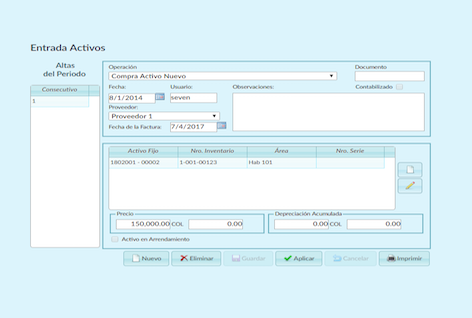 Entrada Activos
Altas
del Periodo
Consecutivo
1
Operación
Compra Activo Nuevo
Documento
Fecha:
Usuario:
Observaciones:
Contabilizado
8/1/2014
seven
Proveedor:
Proveedor 1
Fecha de la Factura:
7/4/2017
Activo Fijo
Nro. Inventario
Área
Nro. Serie
1802001 - 00002
1-001-00123
Hab 101
Precio
150,000.00 COL
0.00
Depreciación Acumulada
0.00 COL
0.00
Activo en Arrendamiento
Nuevo
Eliminar
Guardar
Aplicar
Cancelar
Imprimir